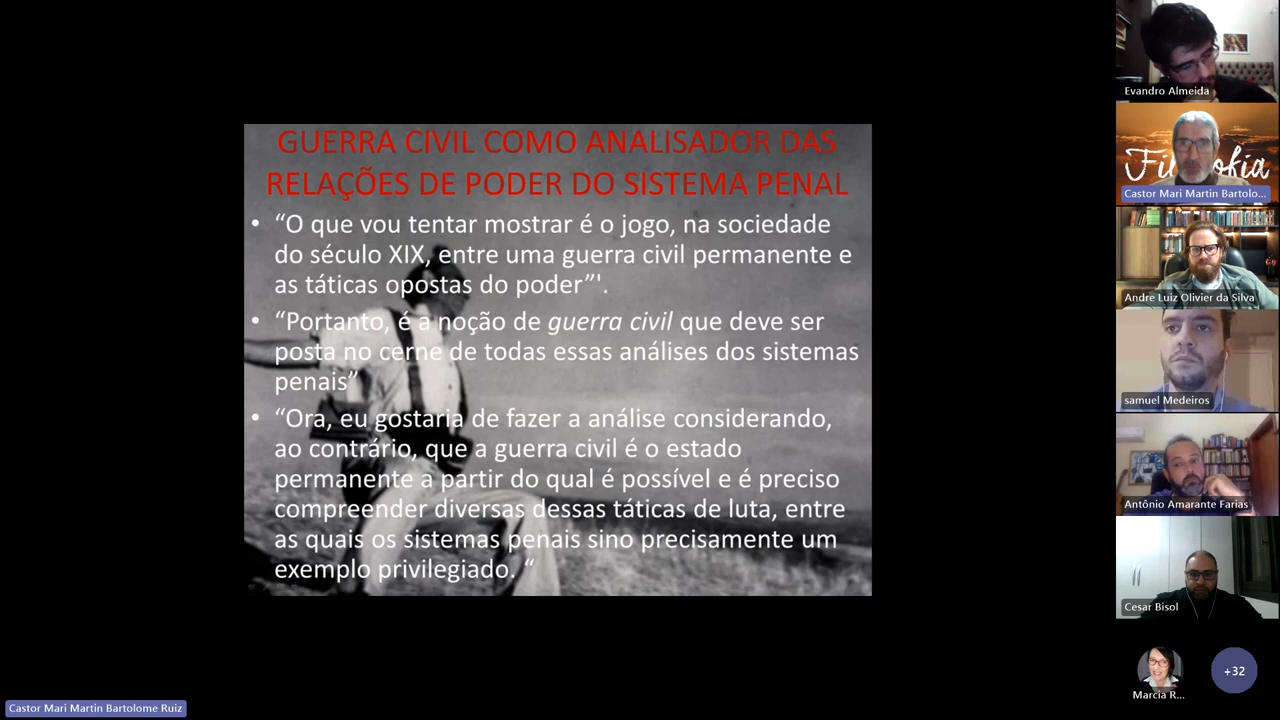 GUERRA CIVIL COMO ANALISADOR DAS
RELAÇÕES DE PODER DO SISTEMA PENAL
• “O que vou tentar mostrar é o jogo, na sociedade
do século XIX, entre uma guerra civil permanente e
as táticas opostas do poder”'.
• “Portanto, é a noção de guerra civil que deve ser
posta no cerne de todas essas análises dos sistemas
penais”
• “Ora, eu gostaria de fazer a análise considerando,
ao contrário, que a guerra civil é o estado
permanente a partir do qual é possível e é preciso
compreender diversas dessas táticas de luta, entre
as quais os sistemas penais sino precisamente um
exemplo privilegiado. “
Evandro Almeida
Filosofia
Castor Mari Martin Bartolo...
Andre Luiz Olivier da Silva
samuel Medeiros
Antônio Amarante Farias
Cesar Bisol
Marcia R...
+32
Castor Mari Martin Bartolome Ruiz